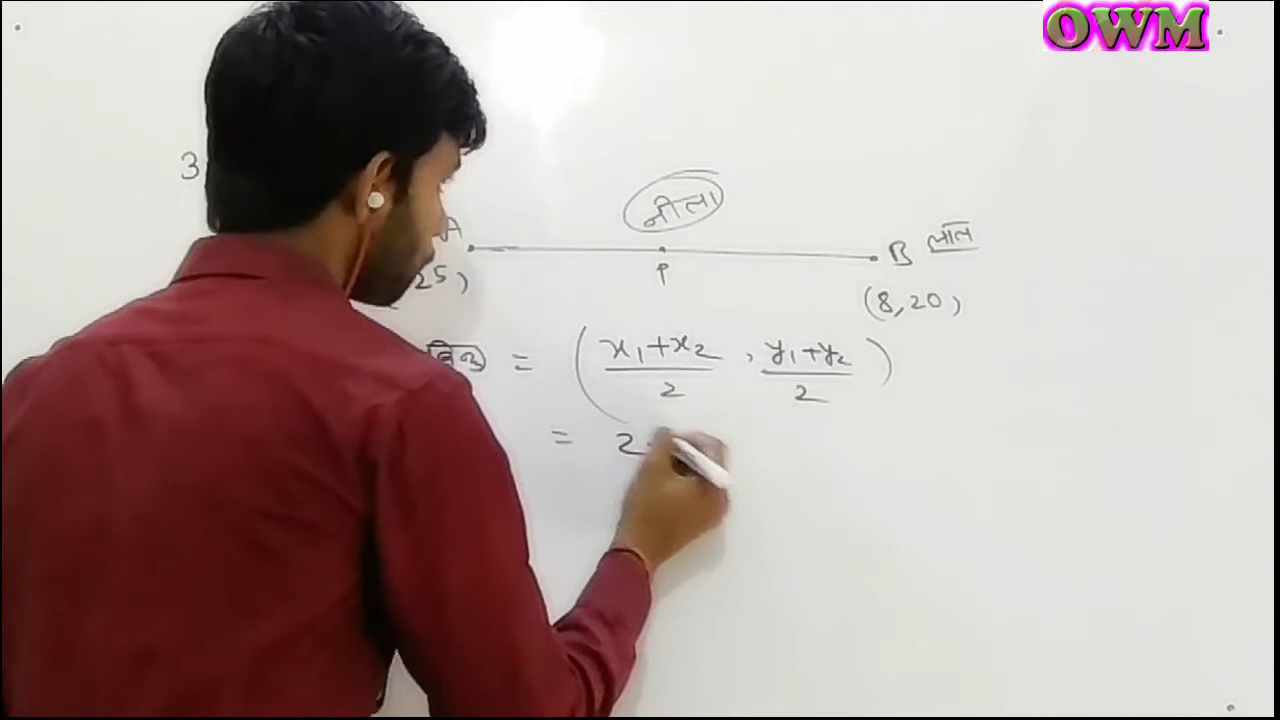 OWM
3
नीला
A B लाल
25) P (8,20)
= (x₁+x₂/2 , y₁+y₂/2)
= 2